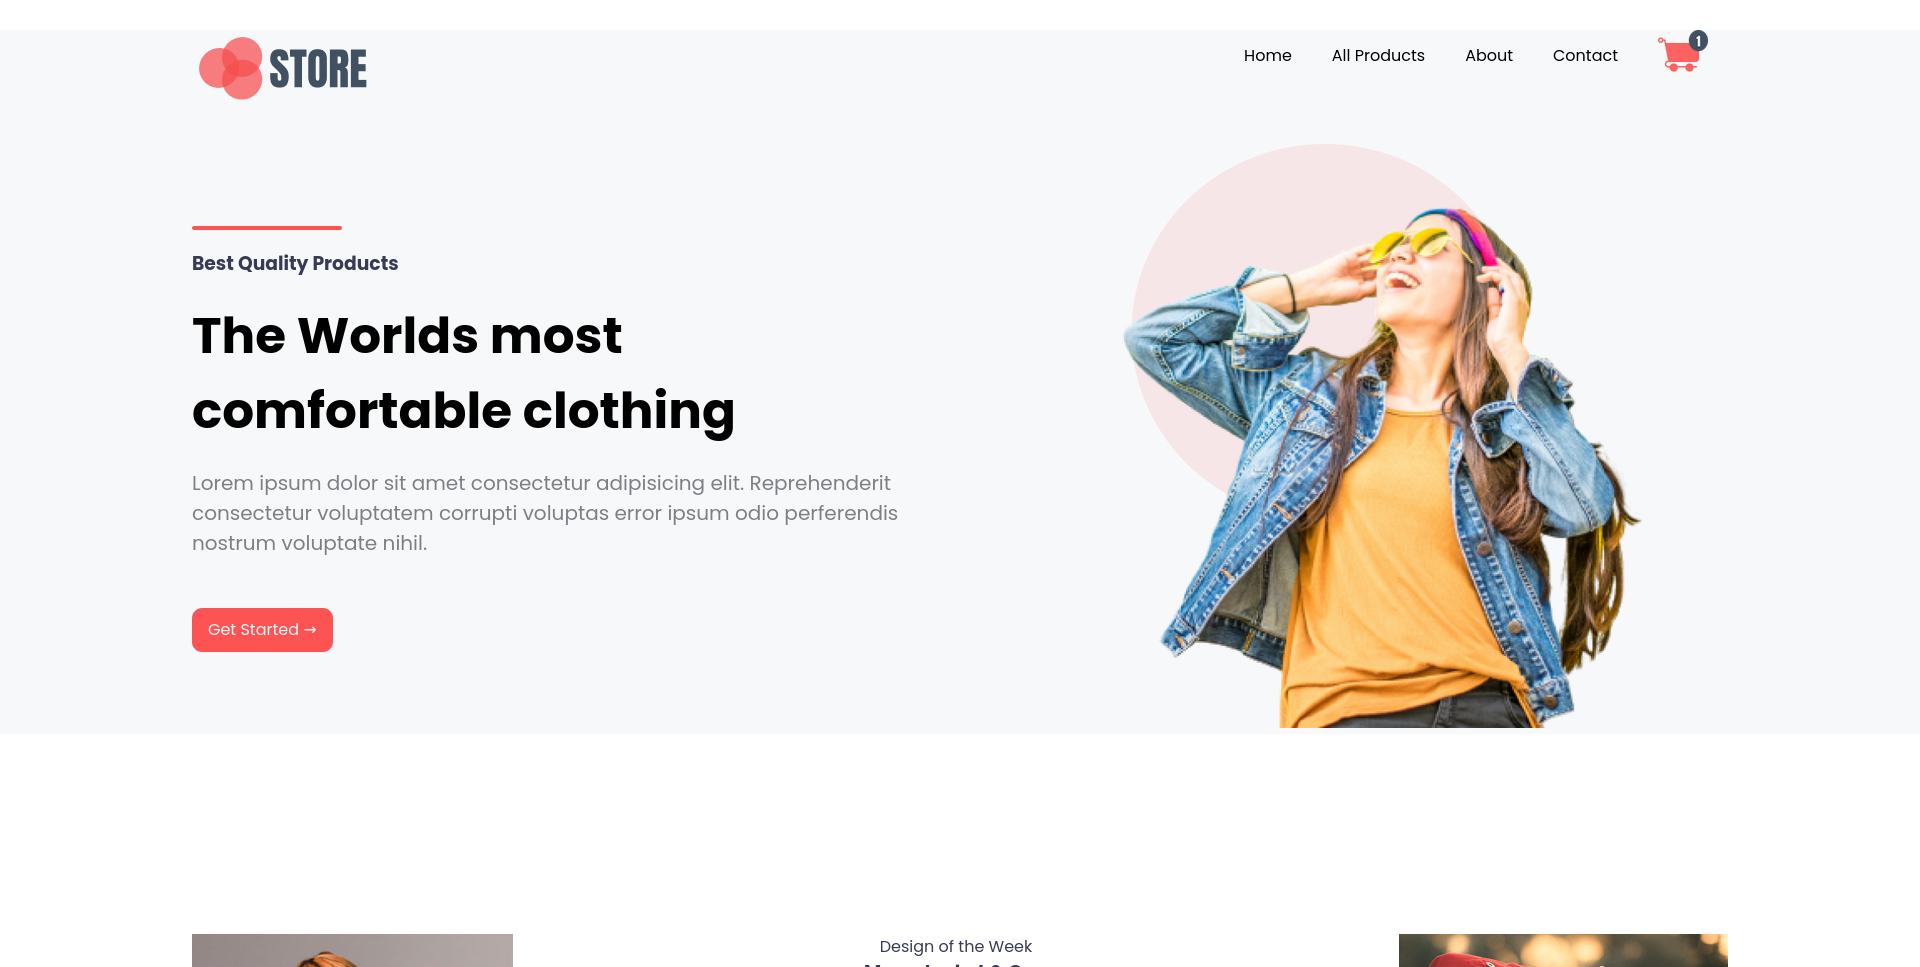 STORE
Home
All Products
About
Contact
1
Best Quality Products
The Worlds most
comfortable clothing
Lorem ipsum dolor sit amet consectetur adipisicing elit. Reprehenderit
consectetur voluptatem corrupti voluptas error ipsum odio perferendis
nostrum voluptate nihil.
Get Started →
Design of the Week